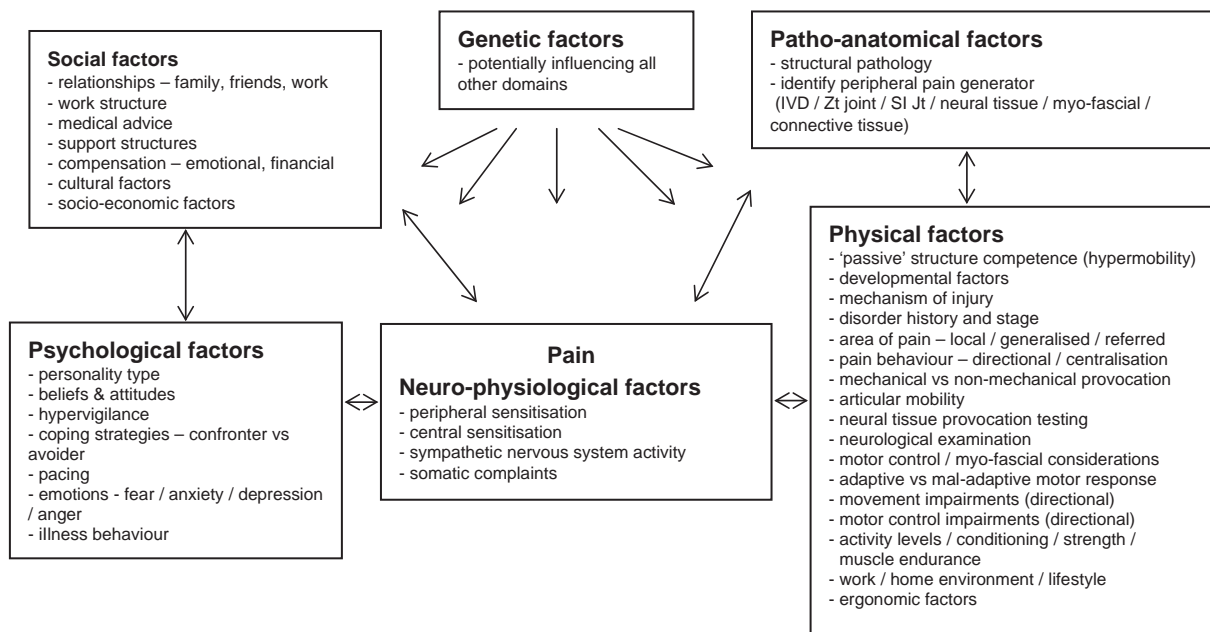 Social factors
- relationships – family, friends, work
- work structure
- medical advice
- support structures
- compensation – emotional, financial
- cultural factors
- socio-economic factors
Genetic factors
- potentially influencing all
other domains
Patho-anatomical factors
- structural pathology
- identify peripheral pain generator
(IVD / Zt joint / SI Jt / neural tissue / myo-fascial /
connective tissue)
Psychological factors
- personality type
- beliefs & attitudes
- hypervigilance
- coping strategies – confronter vs
avoider
- pacing
- emotions - fear / anxiety / depression
/ anger
- illness behaviour
Pain
Neuro-physiological factors
- peripheral sensitisation
- central sensitisation
- sympathetic nervous system activity
- somatic complaints
Physical factors
- ‘passive’ structure competence (hypermobility)
- developmental factors
- mechanism of injury
- disorder history and stage
- area of pain – local / generalised / referred
- pain behaviour – directional / centralisation
- mechanical vs non-mechanical provocation
- articular mobility
- neural tissue provocation testing
- neurological examination
- motor control / myo-fascial considerations
- adaptive vs mal-adaptive motor response
- movement impairments (directional)
- motor control impairments (directional)
- activity levels / conditioning / strength /
muscle endurance
- work / home environment / lifestyle
- ergonomic factors